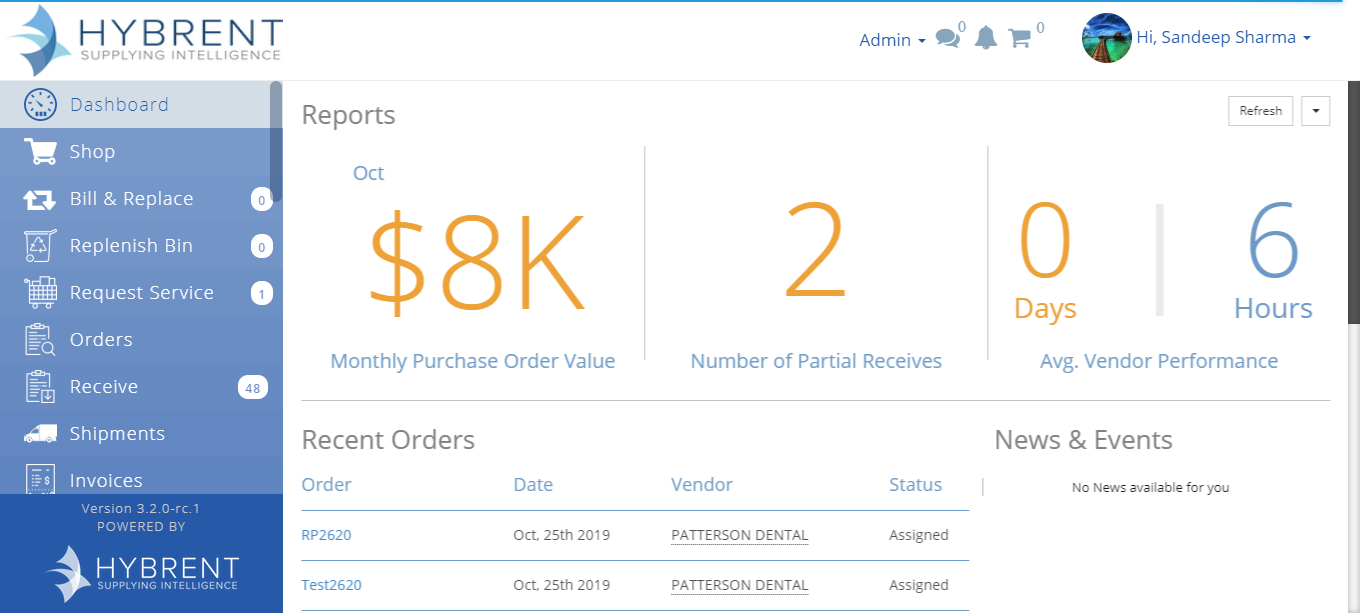 HYBRENT
SUPPLYING INTELLIGENCE
Admin 0 0 Hi, Sandeep Sharma
Dashboard
Shop
Bill & Replace 0
Replenish Bin 0
Request Service 1
Orders
Receive 48
Shipments
Invoices
Version 3.2.0-rc.1
POWERED BY
HYBRENT
SUPPLYING INTELLIGENCE
Reports Refresh
Oct
$8K
Monthly Purchase Order Value
2
Number of Partial Receives
0 6
Days Hours
Avg. Vendor Performance
Recent Orders
Order Date Vendor Status
RP2620 Oct, 25th 2019 PATTERSON DENTAL Assigned
Test2620 Oct, 25th 2019 PATTERSON DENTAL Assigned
News & Events
No News available for you